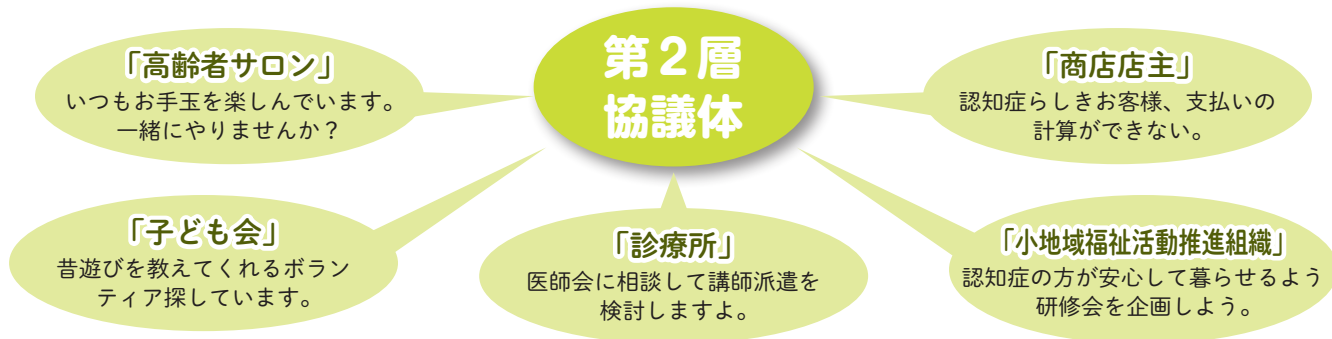 第２層
協議体
「高齢者サロン」
いつもお手玉を楽しんでいます。
一緒にやりませんか？
「商店店主」
認知症らしきお客様、支払いの
計算ができない。
「子ども会」
昔遊びを教えてくれるボラン
ティア探しています。
「診療所」
医師会に相談して講師派遣を
検討しますよ。
「小地域福祉活動推進組織」
認知症の方が安心して暮らせるよう
研修会を企画しよう。